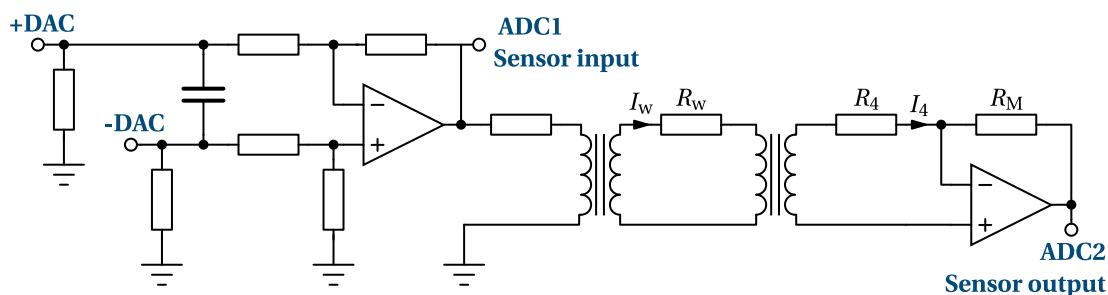 +DAC
ADC1
Sensor input
-DAC
−
+
I_w
R_w
R_4
I_4
R_M
−
+
ADC2
Sensor output